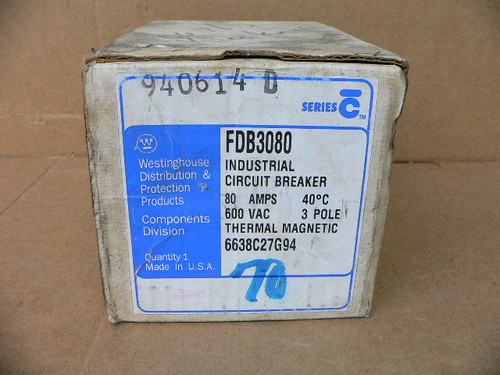 940614 D
SERIES C™
W
Westinghouse
Distribution &
Protection
Products
Components
Division
Quantity-1
Made In U.S.A.
FDB3080
INDUSTRIAL
CIRCUIT BREAKER
80 AMPS 40°C
600 VAC 3 POLE
THERMAL MAGNETIC
6638C27G94
70